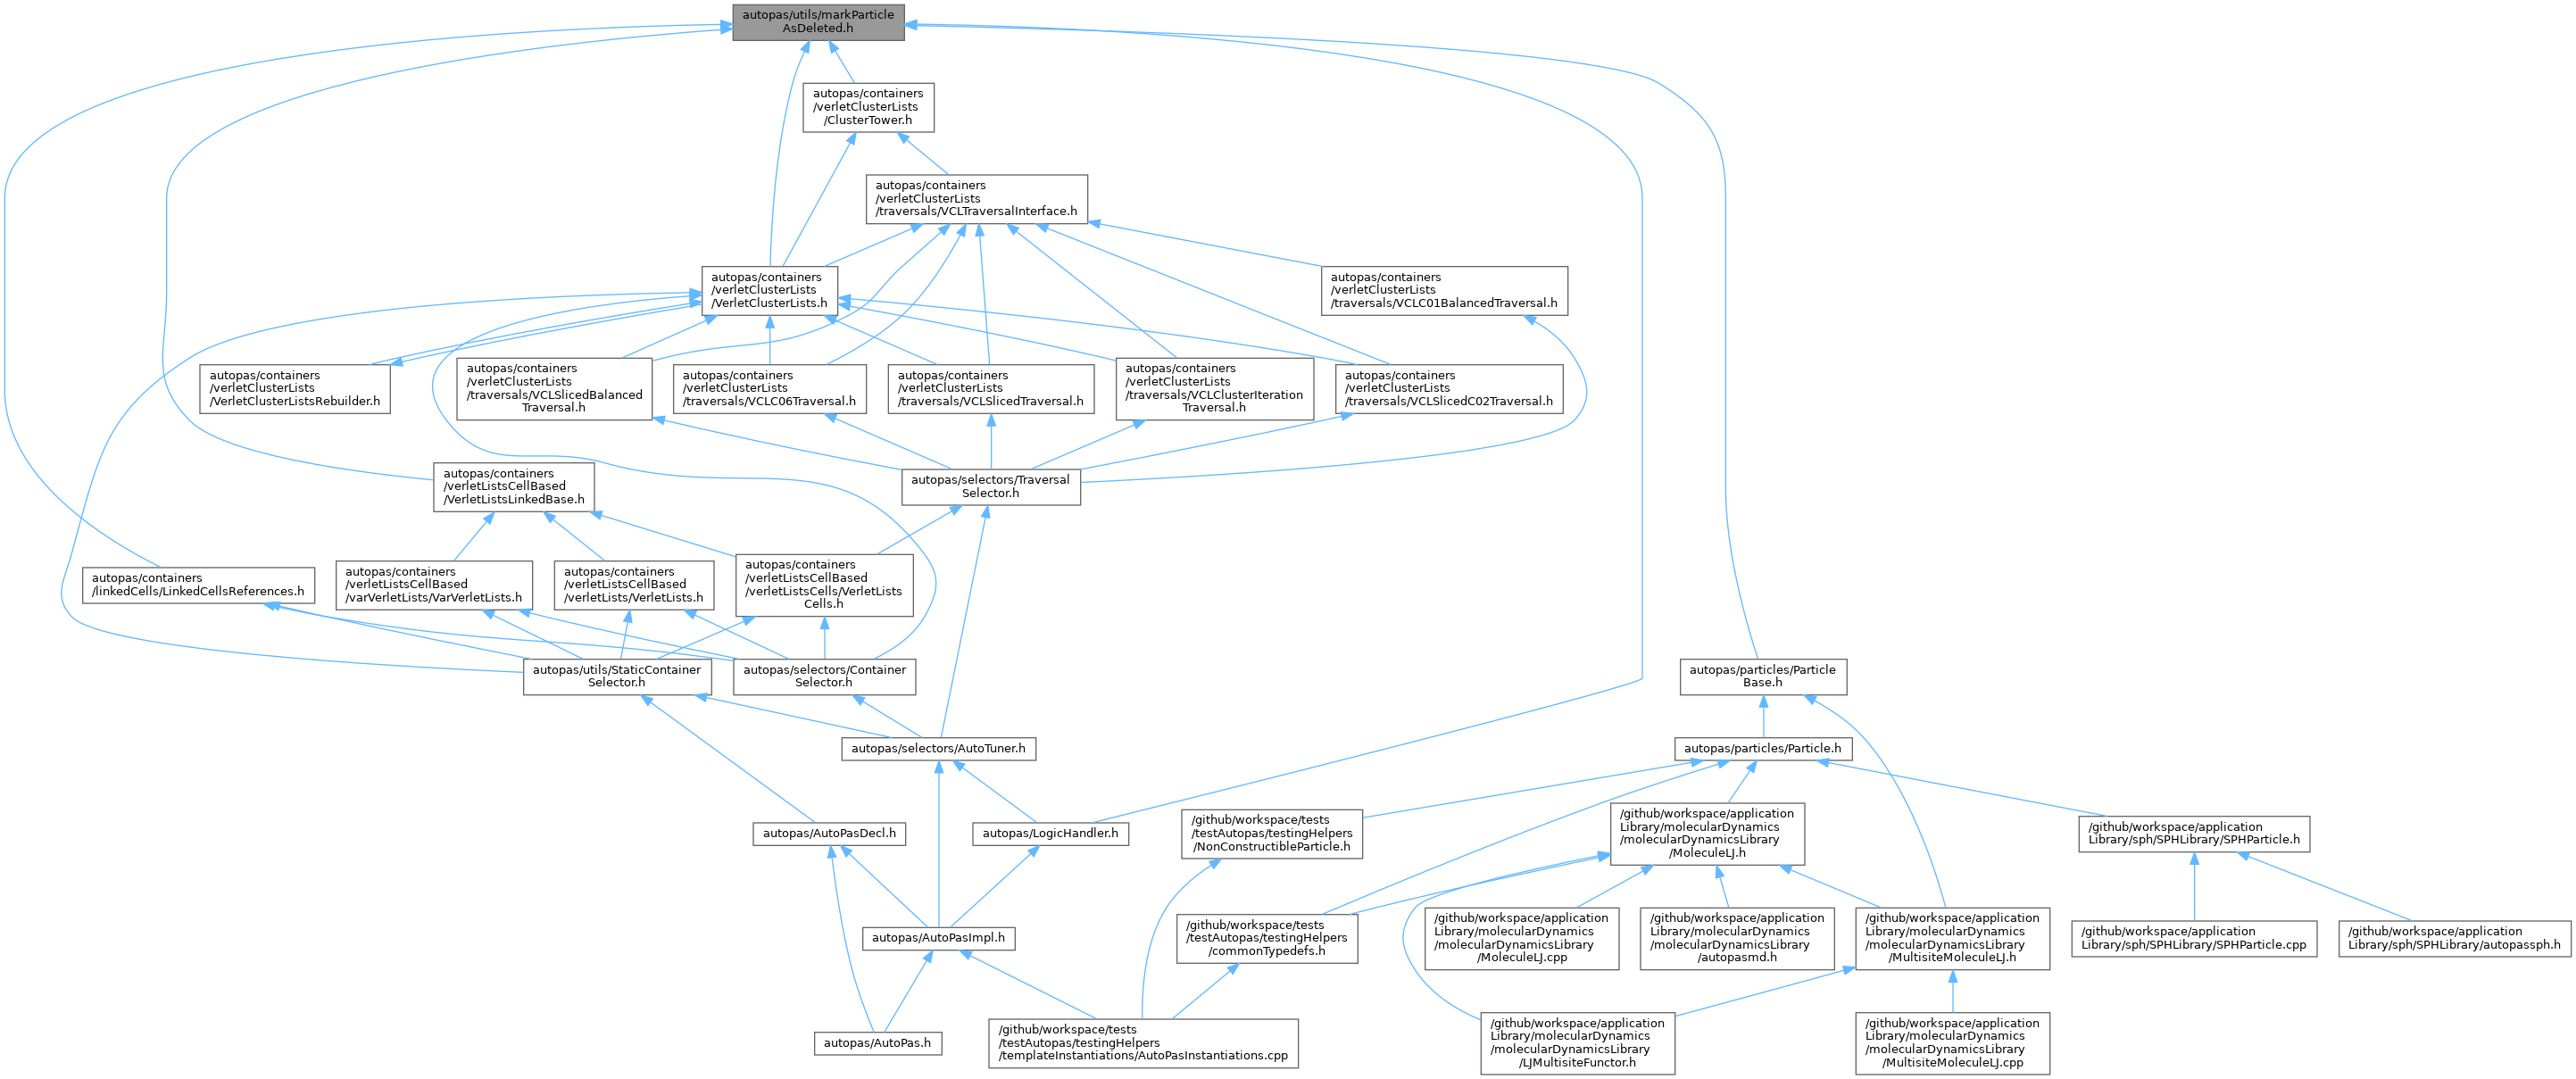 autopas/utils/markParticle
AsDeleted.h
autopas/containers
/verletClusterLists
/ClusterTower.h
autopas/containers
/verletClusterLists
/traversals/VCLTraversalInterface.h
autopas/containers
/verletClusterLists
/VerletClusterLists.h
autopas/containers
/verletClusterLists
/traversals/VCLC01BalancedTraversal.h
autopas/containers
/verletClusterLists
/VerletClusterListsRebuilder.h
autopas/containers
/verletClusterLists
/traversals/VCLSlicedBalanced
Traversal.h
autopas/containers
/verletClusterLists
/traversals/VCLC06Traversal.h
autopas/containers
/verletClusterLists
/traversals/VCLSlicedTraversal.h
autopas/containers
/verletClusterLists
/traversals/VCLClusterIteration
Traversal.h
autopas/containers
/verletClusterLists
/traversals/VCLSlicedC02Traversal.h
autopas/containers
/verletListsCellBased
/VerletListsLinkedBase.h
autopas/selectors/Traversal
Selector.h
autopas/containers
/linkedCells/LinkedCellsReferences.h
autopas/containers
/verletListsCellBased
/varVerletLists/VarVerletLists.h
autopas/containers
/verletListsCellBased
/verletLists/VerletLists.h
autopas/containers
/verletListsCellBased
/verletListsCells/VerletLists
Cells.h
autopas/utils/StaticContainer
Selector.h
autopas/selectors/Container
Selector.h
autopas/particles/Particle
Base.h
autopas/selectors/AutoTuner.h
autopas/particles/Particle.h
autopas/AutoPasDecl.h
autopas/LogicHandler.h
/github/workspace/tests
/testAutopas/testingHelpers
/NonConstructibleParticle.h
/github/workspace/application
Library/molecularDynamics
/molecularDynamicsLibrary
/MoleculeLJ.h
/github/workspace/application
Library/sph/SPHLibrary/SPHParticle.h
autopas/AutoPasImpl.h
/github/workspace/tests
/testAutopas/testingHelpers
/commonTypedefs.h
/github/workspace/application
Library/molecularDynamics
/molecularDynamicsLibrary
/MoleculeLJ.cpp
/github/workspace/application
Library/molecularDynamics
/molecularDynamicsLibrary
/autopasmd.h
/github/workspace/application
Library/molecularDynamics
/molecularDynamicsLibrary
/MultisiteMoleculeLJ.h
/github/workspace/application
Library/sph/SPHLibrary/SPHParticle.cpp
/github/workspace/application
Library/sph/SPHLibrary/autopassph.h
autopas/AutoPas.h
/github/workspace/tests
/testAutopas/testingHelpers
/templateInstantiations/AutoPasInstantiations.cpp
/github/workspace/application
Library/molecularDynamics
/molecularDynamicsLibrary
/LJMultisiteFunctor.h
/github/workspace/application
Library/molecularDynamics
/molecularDynamicsLibrary
/MultisiteMoleculeLJ.cpp